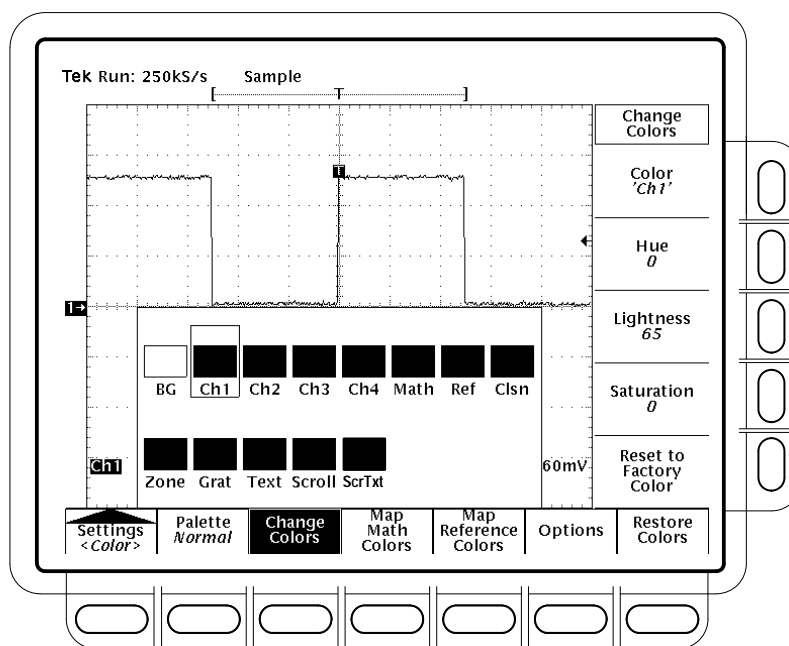 Tek Run: 250kS/s Sample
[ T ]
Change
Colors
T
Color
'Ch1'
Hue
0
1→
Lightness
65
BG Ch1 Ch2 Ch3 Ch4 Math Ref Clsn
Saturation
0
Ch1 60mV
Zone Grat Text Scroll ScrTxt
Reset to
Factory
Color
Settings
<Color>
Palette
Normal
Change
Colors
Map
Math
Colors
Map
Reference
Colors
Options
Restore
Colors